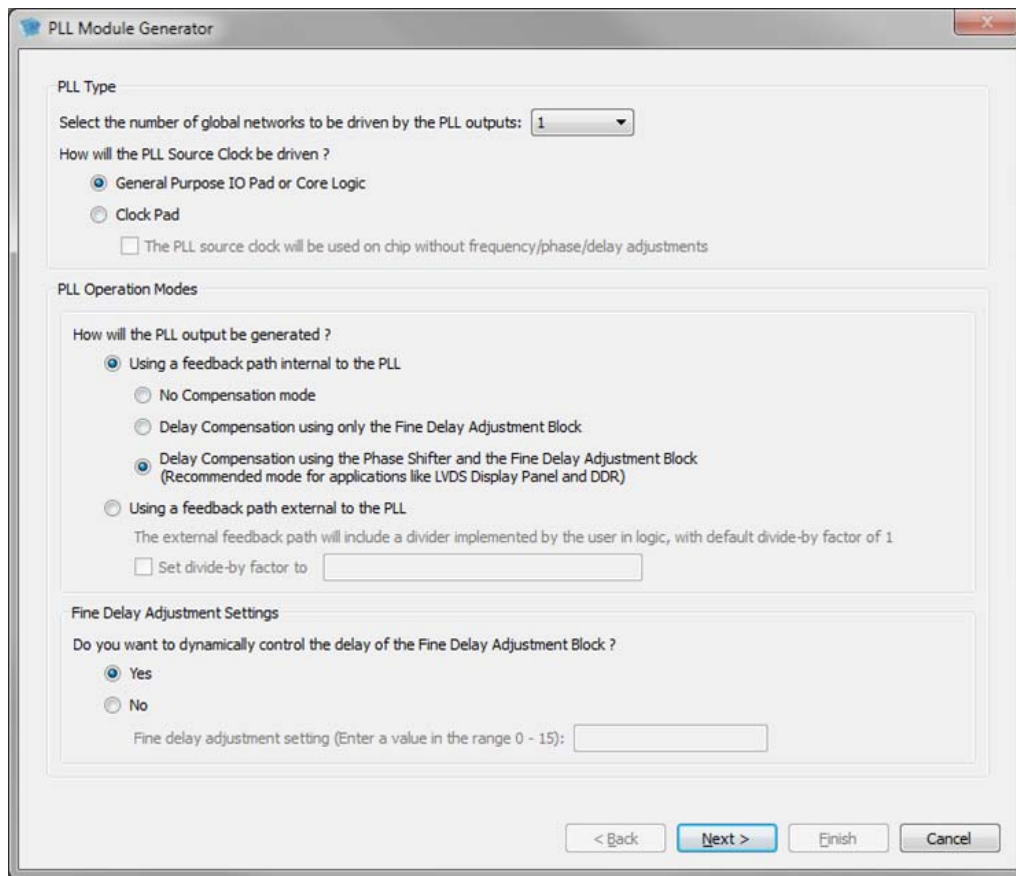 PLL Module Generator
PLL Type
Select the number of global networks to be driven by the PLL outputs: 1
How will the PLL Source Clock be driven ?
General Purpose IO Pad or Core Logic
Clock Pad
The PLL source clock will be used on chip without frequency/phase/delay adjustments
PLL Operation Modes
How will the PLL output be generated ?
Using a feedback path internal to the PLL
No Compensation mode
Delay Compensation using only the Fine Delay Adjustment Block
Delay Compensation using the Phase Shifter and the Fine Delay Adjustment Block
(Recommended mode for applications like LVDS Display Panel and DDR)
Using a feedback path external to the PLL
The external feedback path will include a divider implemented by the user in logic, with default divide-by factor of 1
Set divide-by factor to
Fine Delay Adjustment Settings
Do you want to dynamically control the delay of the Fine Delay Adjustment Block ?
Yes
No
Fine delay adjustment setting (Enter a value in the range 0 - 15):
< Back Next > Finish Cancel